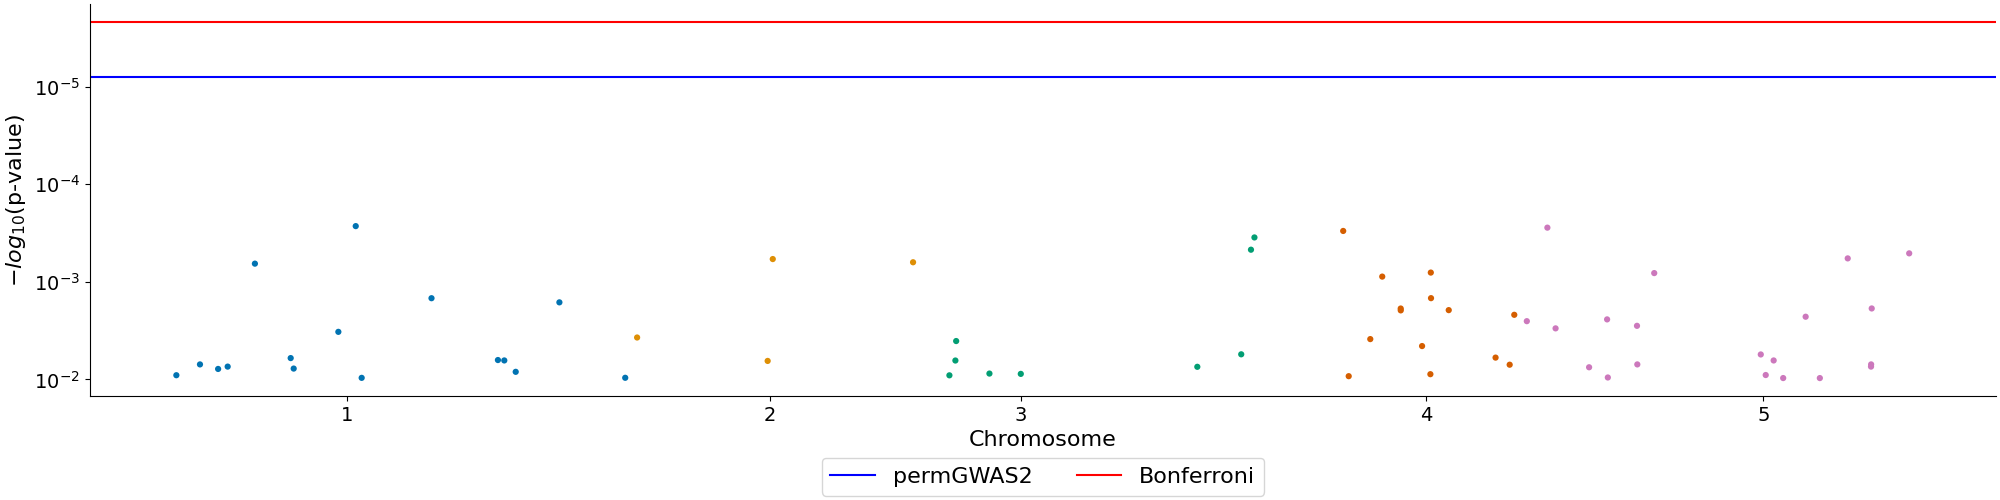 −log₁₀(p-value)
10⁻⁵
10⁻⁴
10⁻³
10⁻²
1 2 3 4 5
Chromosome
permGWAS2 Bonferroni